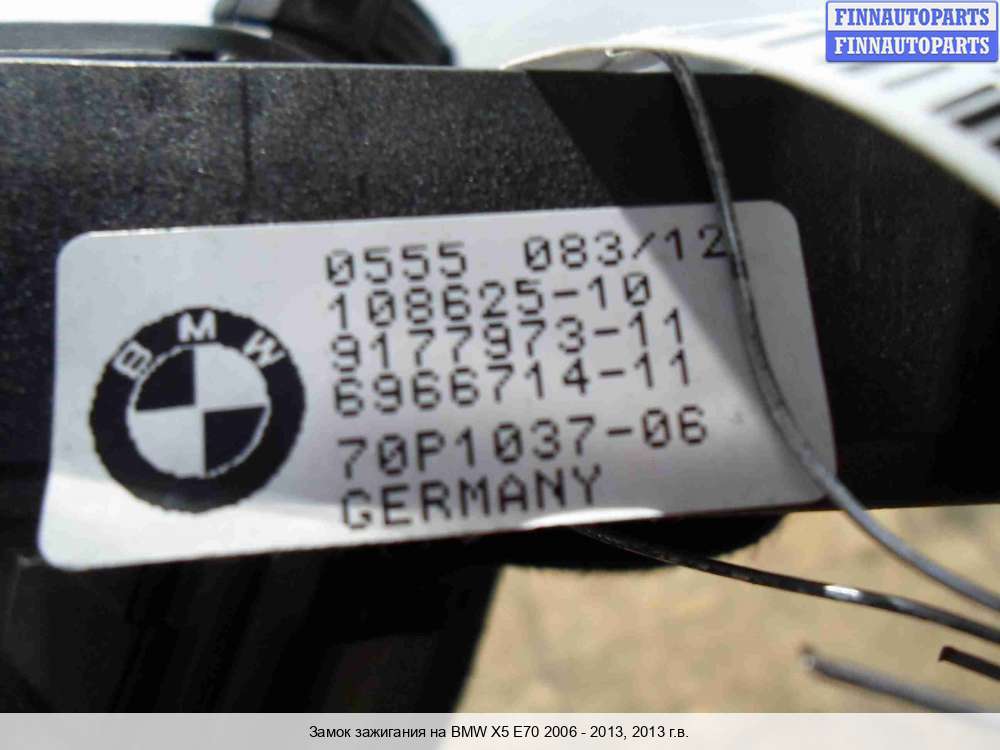 FINNAUTOPARTS
FINNAUTOPARTS
0555 083/12
108625-10
9177973-11
6966714-11
70P1037-06
GERMANY
BMW
Замок зажигания на BMW X5 E70 2006 - 2013, 2013 г.в.